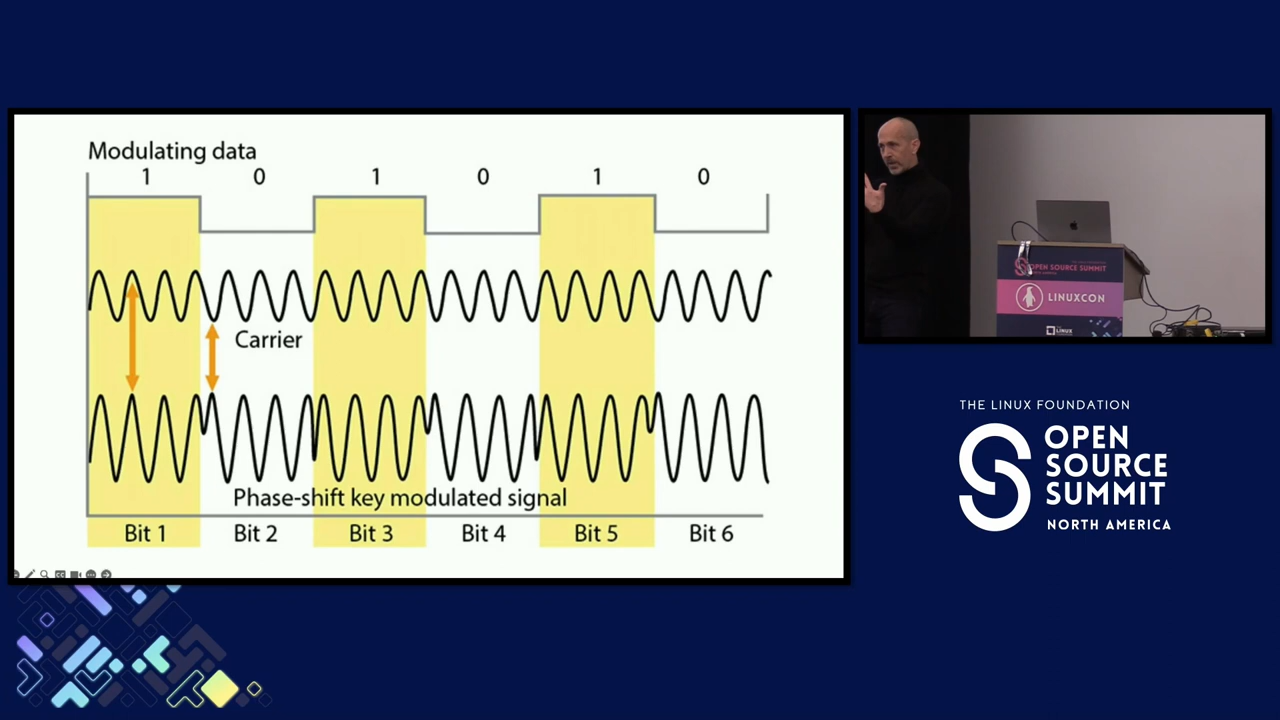 Modulating data
1 0 1 0 1 0
Carrier
Phase-shift key modulated signal
Bit 1 Bit 2 Bit 3 Bit 4 Bit 5 Bit 6
OPEN SOURCE SUMMIT
LINUXCON
LINUX
THE LINUX FOUNDATION
OPEN
SOURCE
SUMMIT
NORTH AMERICA